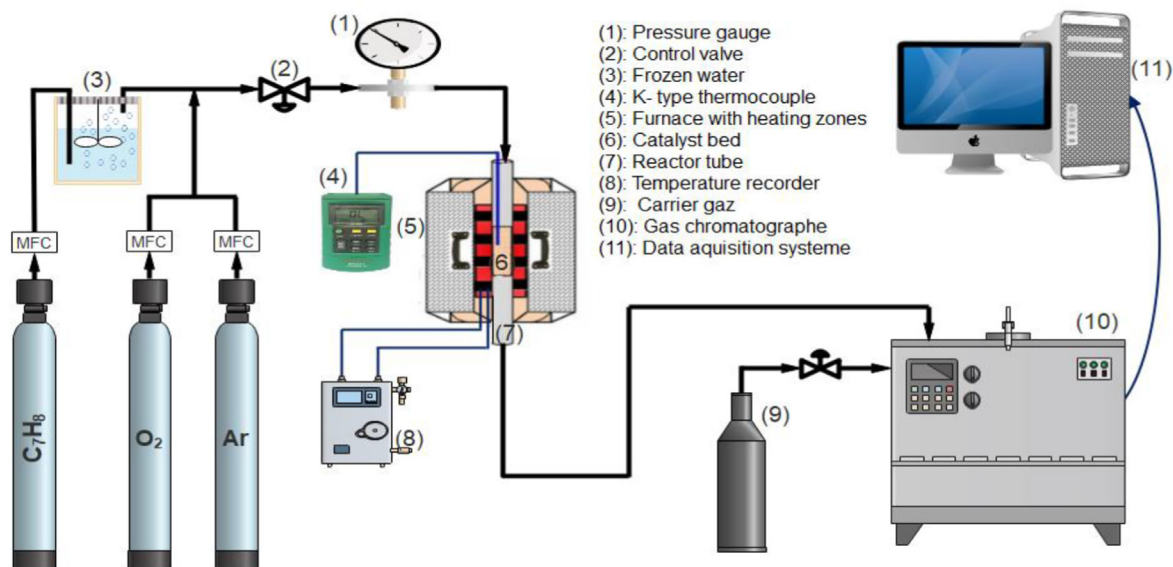 (1)
(1): Pressure gauge
(2): Control valve
(3): Frozen water
(4): K- type thermocouple
(5): Furnace with heating zones
(6): Catalyst bed
(7): Reactor tube
(8): Temperature recorder
(9): Carrier gaz
(10): Gas chromatographe
(11): Data aquisition systeme
(2)
(3)
(11)
(4)
(5)
6
(7)
MFC
MFC
MFC
(8)
(9)
(10)
C₇H₈
O₂
Ar